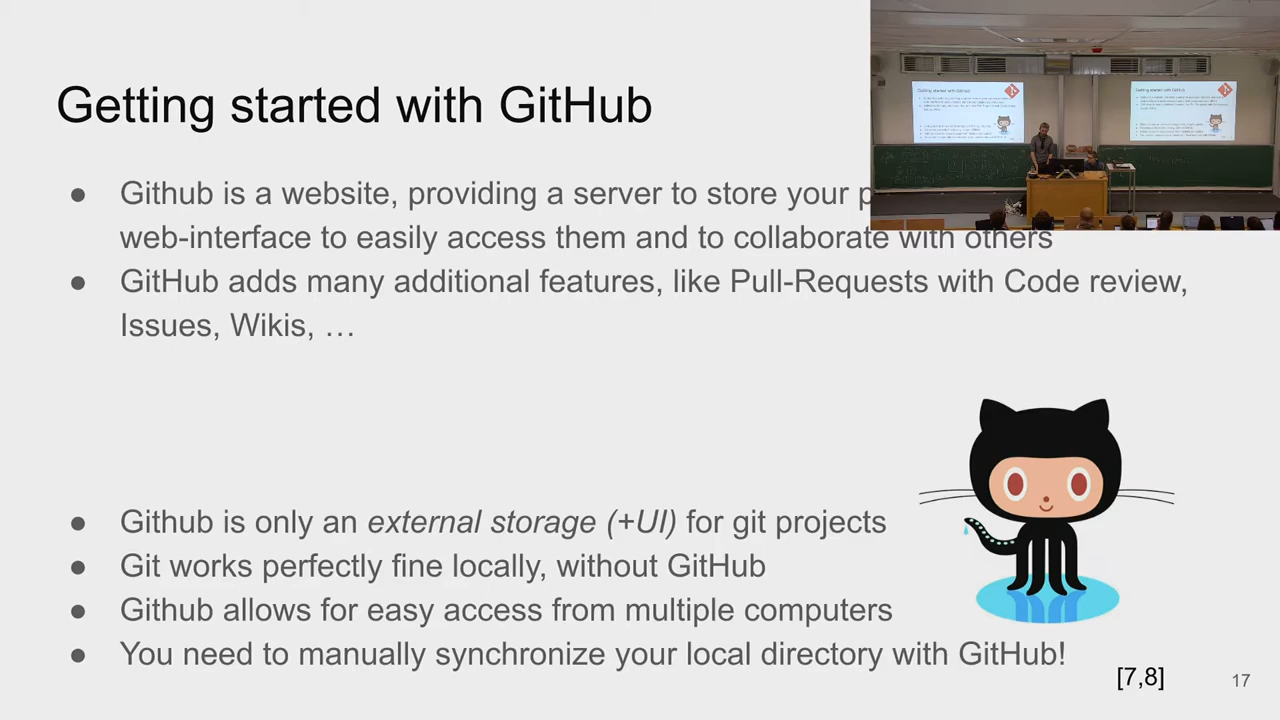 Getting started with GitHub
● Github is a website, providing a server to store your
web-interface to easily access them and to collaborate with others
● GitHub adds many additional features, like Pull-Requests with Code review,
Issues, Wikis, …
● Github is only an external storage (+UI) for git projects
● Git works perfectly fine locally, without GitHub
● Github allows for easy access from multiple computers
● You need to manually synchronize your local directory with GitHub!
[7,8]
17